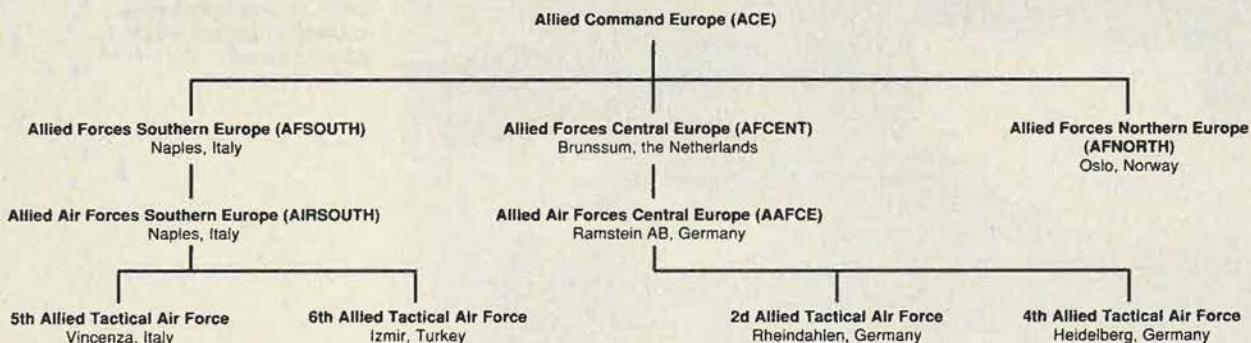 Allied Command Europe (ACE)
Allied Forces Southern Europe (AFSOUTH)
Naples, Italy
Allied Forces Central Europe (AFCENT)
Brunssum, the Netherlands
Allied Forces Northern Europe
(AFNORTH)
Oslo, Norway
Allied Air Forces Southern Europe (AIRSOUTH)
Naples, Italy
Allied Air Forces Central Europe (AAFCE)
Ramstein AB, Germany
5th Allied Tactical Air Force
Vincenza, Italy
6th Allied Tactical Air Force
Izmir, Turkey
2d Allied Tactical Air Force
Rheindahlen, Germany
4th Allied Tactical Air Force
Heidelberg, Germany